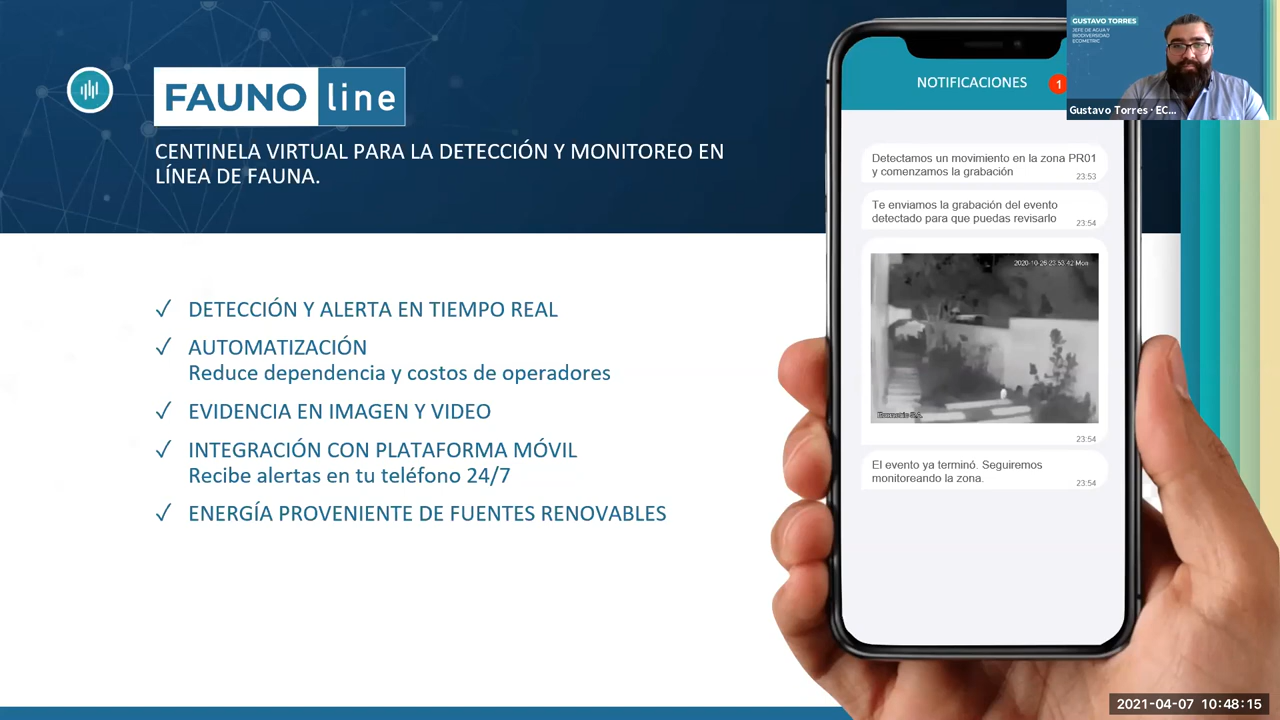 FAUNO line
CENTINELA VIRTUAL PARA LA DETECCIÓN Y MONITOREO EN
LÍNEA DE FAUNA.
✓ DETECCIÓN Y ALERTA EN TIEMPO REAL
✓ AUTOMATIZACIÓN
Reduce dependencia y costos de operadores
✓ EVIDENCIA EN IMAGEN Y VIDEO
✓ INTEGRACIÓN CON PLATAFORMA MÓVIL
Recibe alertas en tu teléfono 24/7
✓ ENERGÍA PROVENIENTE DE FUENTES RENOVABLES
NOTIFICACIONES 1
Detectamos un movimiento en la zona PR01
y comenzamos la grabación
23:53
Te enviamos la grabación del evento
detectado para que puedas revisarlo
23:54
2020-10-26 23:53:42 Mon
Ecometric S.A.
23:54
El evento ya terminó. Seguiremos
monitoreando la zona.
23:54
GUSTAVO TORRES
JEFE DE AGUA Y
BIODIVERSIDAD
ECOMETRIC
Gustavo Torres · EC...
2021-04-07 10:48:15